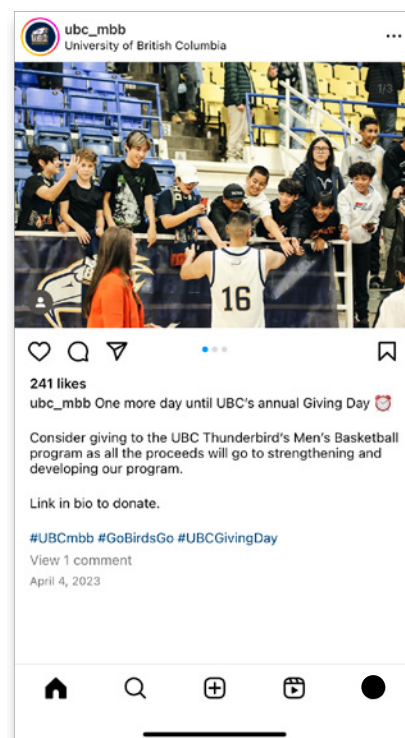 ubc_mbb
University of British Columbia
1/3
16
241 likes
ubc_mbb One more day until UBC's annual Giving Day ⏰
Consider giving to the UBC Thunderbird's Men's Basketball
program as all the proceeds will go to strengthening and
developing our program.
Link in bio to donate.
#UBCmbb #GoBirdsGo #UBCGivingDay
View 1 comment
April 4, 2023